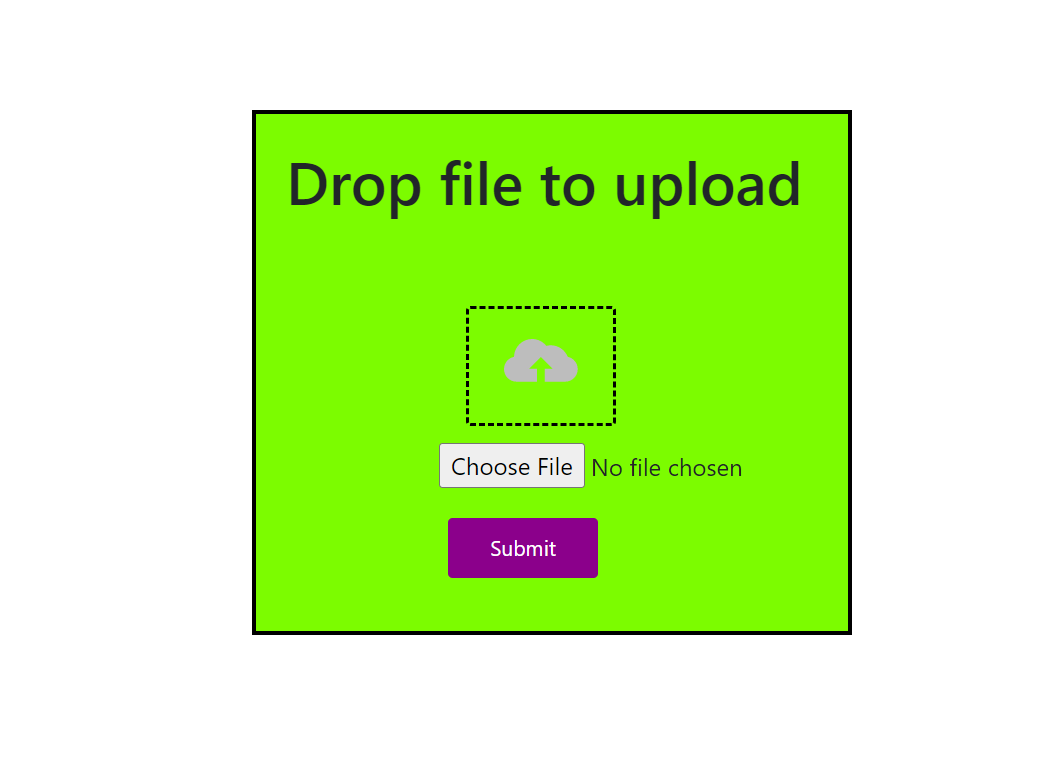 Drop file to upload
Choose File No file chosen
Submit